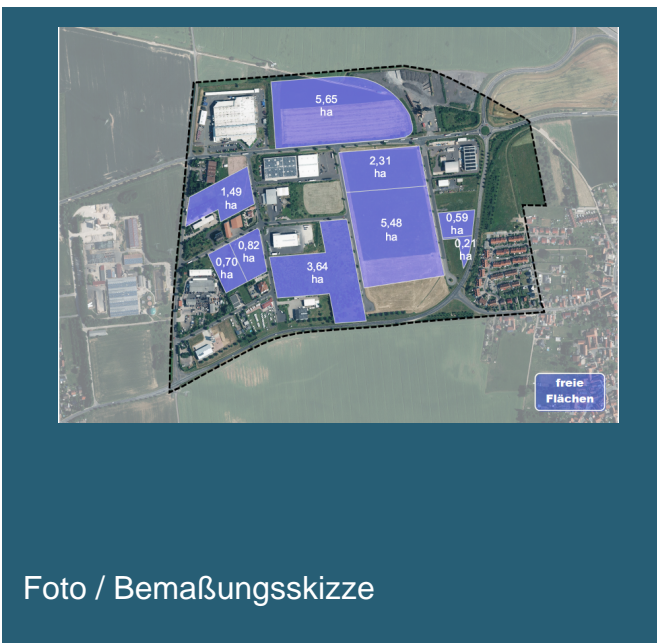 5,65
ha
2,31
ha
1,49
ha
5,48
ha
0,59
ha
0,21
ha
0,82
ha
0,70
ha
3,64
ha
freie
Flächen
Foto / Bemaßungsskizze